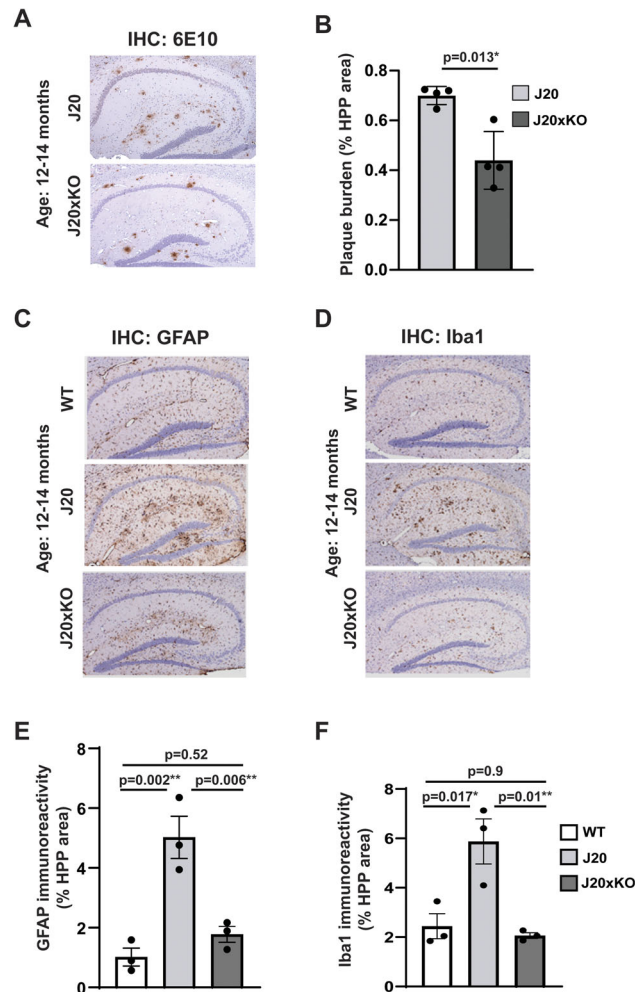 A
IHC: 6E10
Age: 12-14 months
J20
J20xKO
B
p=0.013*
Plaque burden (% HPP area)
0.8
0.6
0.4
0.2
0.0
J20
J20xKO
C
IHC: GFAP
Age: 12-14 months
WT
J20
J20xKO
D
IHC: Iba1
Age: 12-14 months
WT
J20
J20xKO
E
GFAP immunoreactivity
(% HPP area)
8
6
4
2
0
p=0.52
p=0.002**
p=0.006**
F
Iba1 immunoreactivity
(% HPP area)
8
6
4
2
0
p=0.9
p=0.017*
p=0.01**
WT
J20
J20xKO